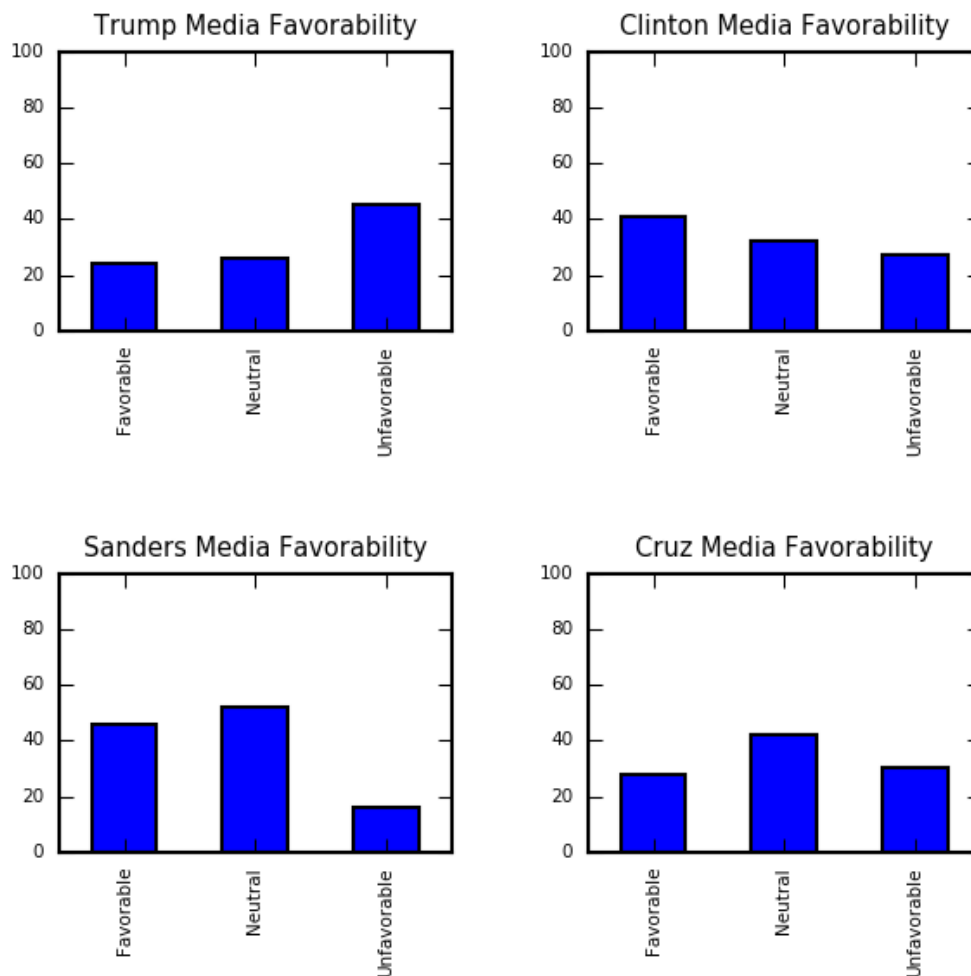 Trump Media Favorability
100
80
60
40
20
0
Favorable
Neutral
Unfavorable
Clinton Media Favorability
100
80
60
40
20
0
Favorable
Neutral
Unfavorable
Sanders Media Favorability
100
80
60
40
20
0
Favorable
Neutral
Unfavorable
Cruz Media Favorability
100
80
60
40
20
0
Favorable
Neutral
Unfavorable